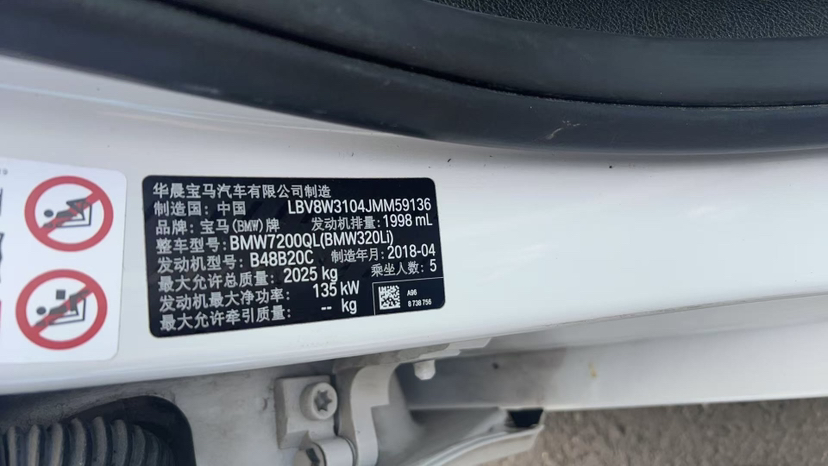 华晨宝马汽车有限公司制造
制造国: 中国 LBV8W3104JMM59136
品牌: 宝马(BMW)牌 发动机排量: 1998 mL
整车型号: BMW7200QL(BMW320Li)
发动机型号: B48B20C 制造年月: 2018-04
最大允许总质量: 2025 kg 乘坐人数: 5
发动机最大净功率: 135 kW A96
最大允许牵引质量: -- kg 8 738 756